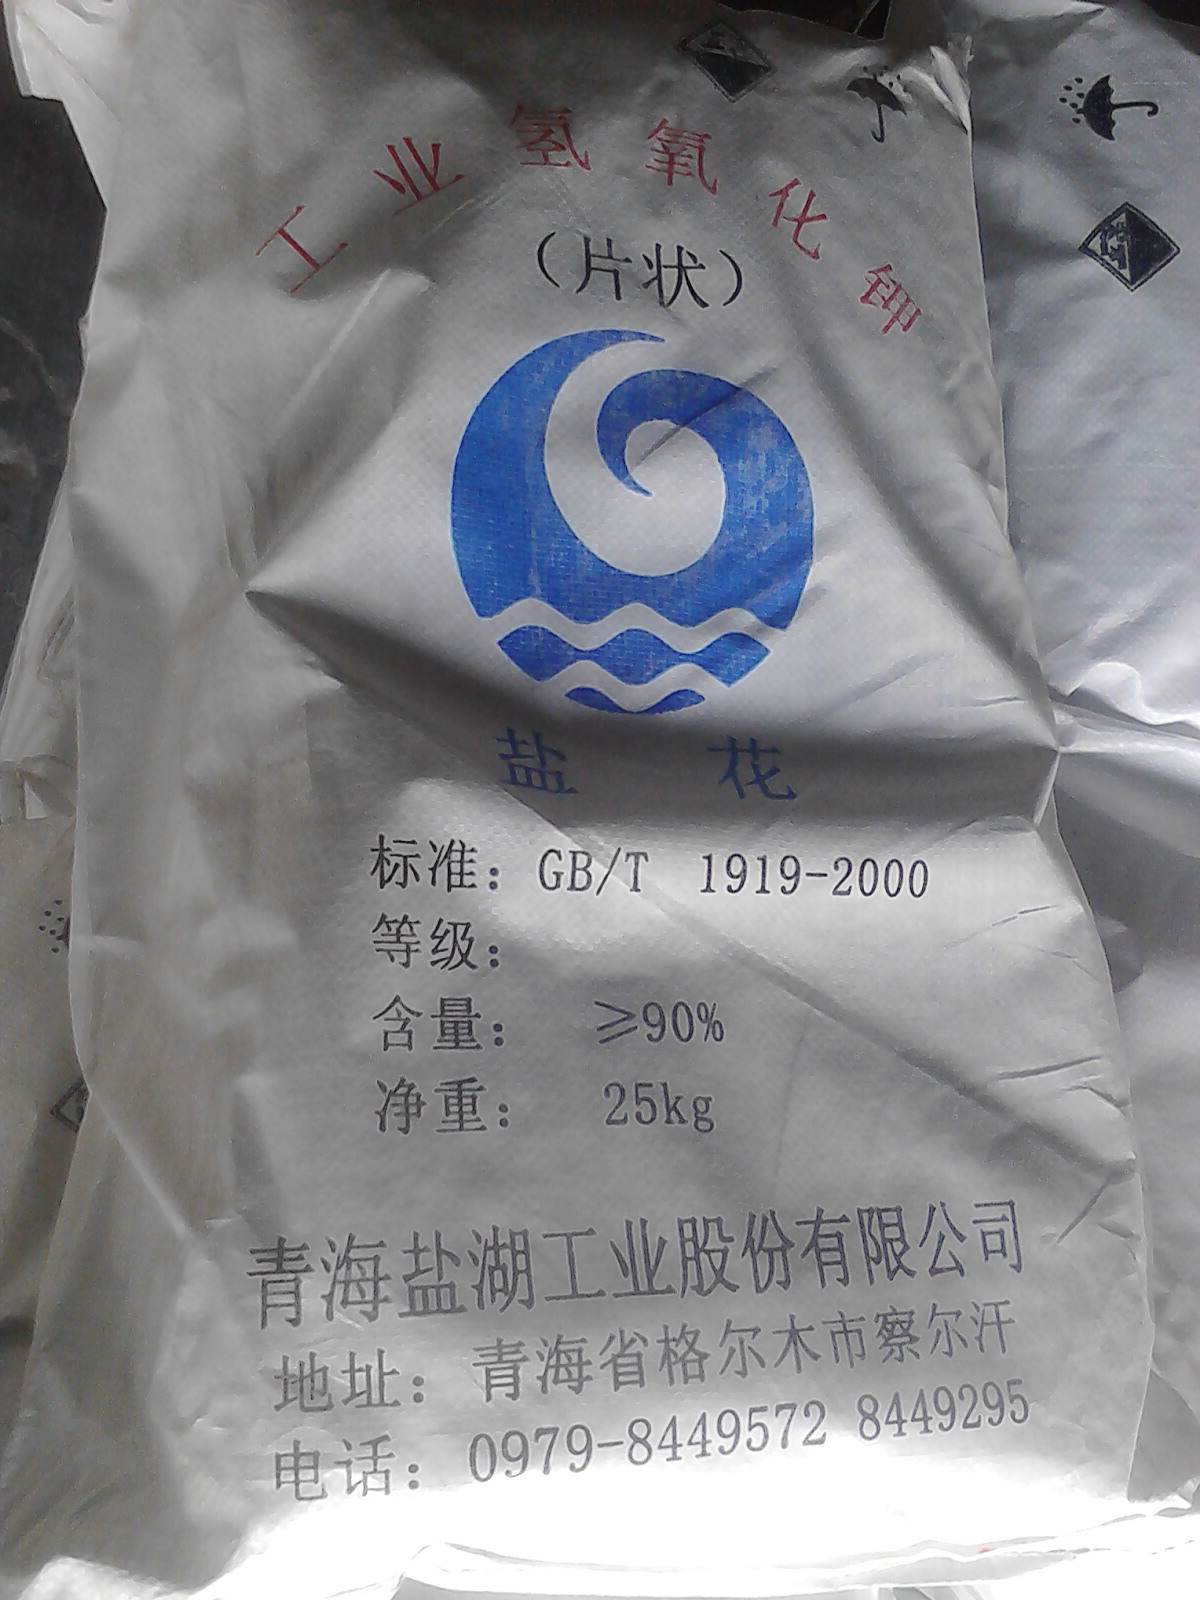 工业氢氧化钾
（片状）
盐花
标准：GB/T 1919-2000
等级：
含量： ≥90%
净重： 25kg
青海盐湖工业股份有限公司
地址：青海省格尔木市察尔汗
电话：0979-8449572 8449295